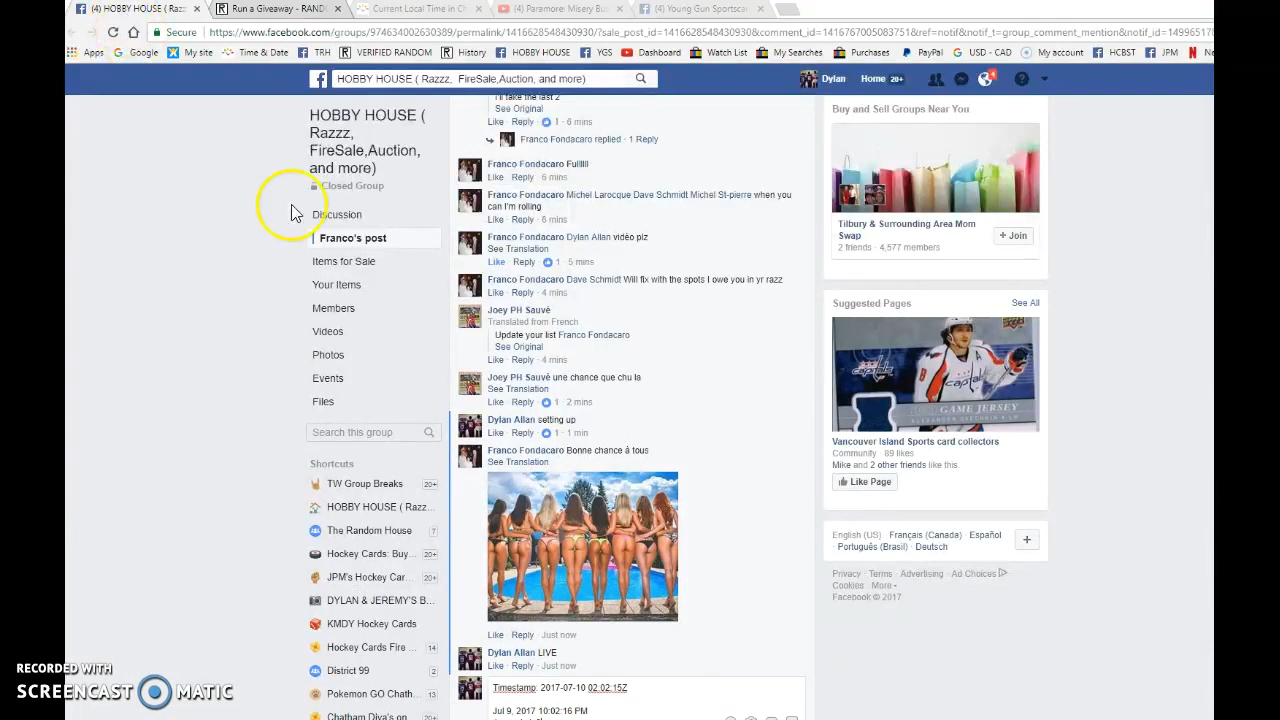 (4) HOBBY HOUSE ( Razz
Run a Giveaway - RAND
Current Local Time in Ch
(4) Paramore: Misery Bus
(4) Young Gun Sportscar
Secure
https://www.facebook.com/groups/974634602630389/permalink/1416628548430930/?sale_post_id=1416628548430930&comment_id=1416767005083751&ref=notif&notif_t=group_comment_mention&notif_id=149965178
Apps
Google
My site
Time & Date
TRH
VERIFIED RANDOM
History
HOBBY HOUSE
YGS
Dashboard
Watch List
My Searches
Purchases
PayPal
USD - CAD
My account
HCBST
JPM
Ne
HOBBY HOUSE ( Razzz, FireSale,Auction, and more)
Dylan
Home 20+
HOBBY HOUSE (
Razzz,
FireSale,Auction,
and more)
Closed Group
Discussion
Franco's post
Items for Sale
Your Items
Members
Videos
Photos
Events
Files
Search this group
Shortcuts
TW Group Breaks 20+
HOBBY HOUSE ( Razz...
The Random House 7
Hockey Cards: Buy... 20+
JPM's Hockey Car... 20+
DYLAN & JEREMY'S B...
KMDY Hockey Cards
Hockey Cards Fire ... 20+
District 99 2
Pokemon GO Chath... 13
Chatham Diva's on 20+
I'll take the last 2
See Original
Like · Reply · 1 · 6 mins
Franco Fondacaro replied · 1 Reply
Franco Fondacaro Fullllll
Like · Reply · 6 mins
Franco Fondacaro Michel Larocque Dave Schmidt Michel St-pierre when you
can I'm rolling
Like · Reply · 6 mins
Franco Fondacaro Dylan Allan vidéo plz
See Translation
Like · Reply · 1 · 5 mins
Franco Fondacaro Dave Schmidt Will fix with the spots I owe you in yr razz
Like · Reply · 4 mins
Joey PH Sauvé
Translated from French
Update your list Franco Fondacaro
See Original
Like · Reply · 4 mins
Joey PH Sauvé une chance que chu la
See Translation
Like · Reply · 1 · 2 mins
Dylan Allan setting up
Like · Reply · 1 · 1 min
Franco Fondacaro Bonne chance à tous
See Translation
Like · Reply · Just now
Dylan Allan LIVE
Like · Reply · Just now
Timestamp: 2017-07-10 02:02:15Z
Jul 9, 2017 10:02:16 PM
Buy and Sell Groups Near You
Tilbury & Surrounding Area Mom
Swap
2 friends · 4,577 members
+ Join
Suggested Pages
See All
GAME JERSEY
Vancouver Island Sports card collectors
Community · 89 likes
Mike and 2 other friends like this.
Like Page
English (US) · Français (Canada) · Español
· Português (Brasil) · Deutsch
Privacy · Terms · Advertising · Ad Choices
Cookies · More
Facebook © 2017
RECORDED WITH
SCREENCAST MATIC